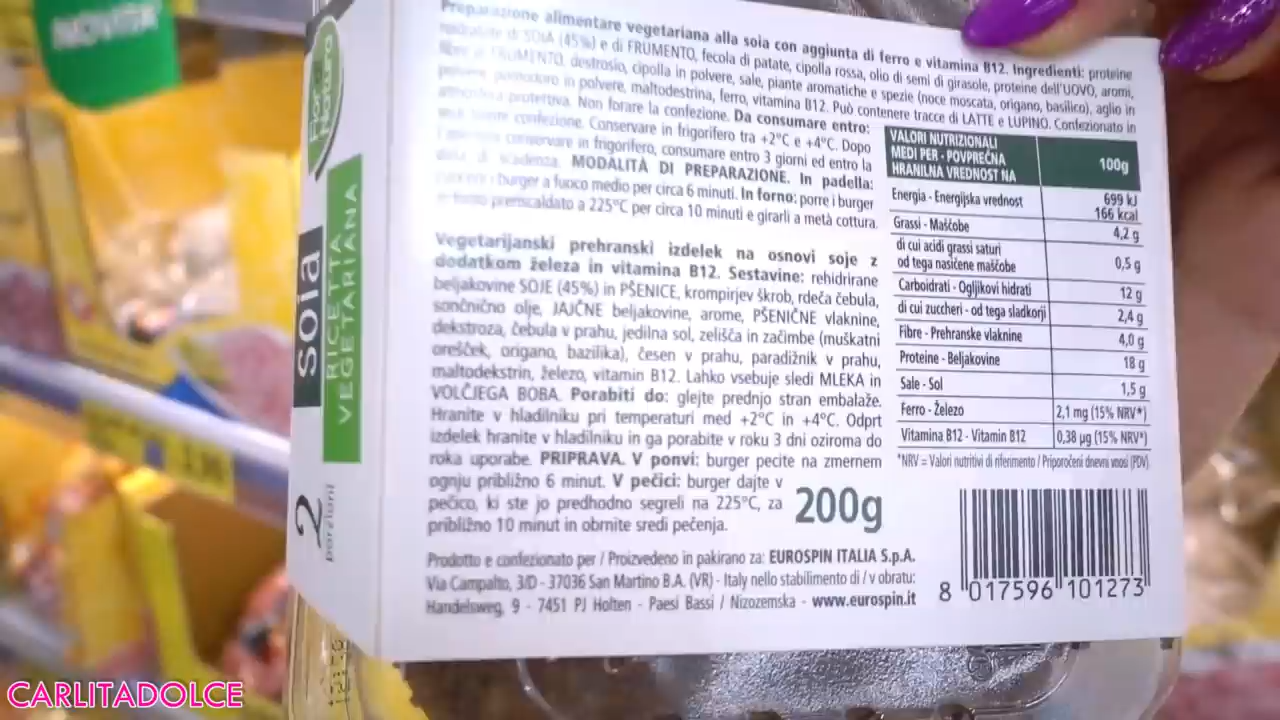 NOVITA'
Fior di Natura
Soia
RICETTA
VEGETARIANA
2
porzioni
Preparazione alimentare vegetariana alla soia con aggiunta di ferro e vitamina B12. Ingredienti: proteine
reidratate di SOIA (45%) e di FRUMENTO, fecola di patate, cipolla rossa, olio di semi di girasole, proteine dell'UOVO, aromi,
fibre di FRUMENTO, destrosio, cipolla in polvere, sale, piante aromatiche e spezie (noce moscata, origano, basilico), aglio in
polvere, pomodoro in polvere, maltodestrina, ferro, vitamina B12. Può contenere tracce di LATTE e LUPINO. Confezionato in
atmosfera protettiva. Non forare la confezione. Da consumare entro:
confezione. Conservare in frigorifero tra +2°C e +4°C. Dopo
conservare in frigorifero, consumare entro 3 giorni ed entro la
data di scadenza. MODALITÀ DI PREPARAZIONE. In padella:
i burger a fuoco medio per circa 6 minuti. In forno: porre i burger
in forno preriscaldato a 225°C per circa 10 minuti e girarli a metà cottura.
Vegetarijanski prehranski izdelek na osnovi soje z
dodatkom železa in vitamina B12. Sestavine: rehidrirane
beljakovine SOJE (45%) in PŠENICE, krompirjev škrob, rdeča čebula,
sončnično olje, JAJČNE beljakovine, arome, PŠENIČNE vlaknine,
dekstroza, čebula v prahu, jedilna sol, zelišča in začimbe (muškatni
orešček, origano, bazilika), česen v prahu, paradižnik v prahu,
maltodekstrin, železo, vitamin B12. Lahko vsebuje sledi MLEKA in
VOLČJEGA BOBA. Porabiti do: glejte prednjo stran embalaže.
Hranite v hladilniku pri temperaturi med +2°C in +4°C. Odprt
izdelek hranite v hladilniku in ga porabite v roku 3 dni oziroma do
roka uporabe. PRIPRAVA. V ponvi: burger pecite na zmernem
ognju približno 6 minut. V pečici: burger dajte v
pečico, ki ste jo predhodno segreli na 225°C, za
približno 10 minut in obrnite sredi pečenja.
200g
Prodotto e confezionato per / Proizvedeno in pakirano za: EUROSPIN ITALIA S.p.A.
Via Campalto, 3/D - 37036 San Martino B.A. (VR) - Italy nello stabilimento di / v obratu:
Handelsweg, 9 - 7451 PJ Holten - Paesi Bassi / Nizozemska - www.eurospin.it
VALORI NUTRIZIONALI
MEDI PER - POVPREČNA
HRANILNA VREDNOST NA 100g
Energia - Energijska vrednost 699 kJ
166 kcal
Grassi - Maščobe 4,2 g
di cui acidi grassi saturi
od tega nasičene maščobe 0,5 g
Carboidrati - Ogljikovi hidrati 12 g
di cui zuccheri - od tega sladkorji 2,4 g
Fibre - Prehranske vlaknine 4,0 g
Proteine - Beljakovine 18 g
Sale - Sol 1,5 g
Ferro - Železo 2,1 mg (15% NRV*)
Vitamina B12 - Vitamin B12 0,38 µg (15% NRV*)
*NRV = Valori nutritivi di riferimento / Priporočeni dnevni vnosi (PDV)
8 017596 101273
CARLITADOLCE